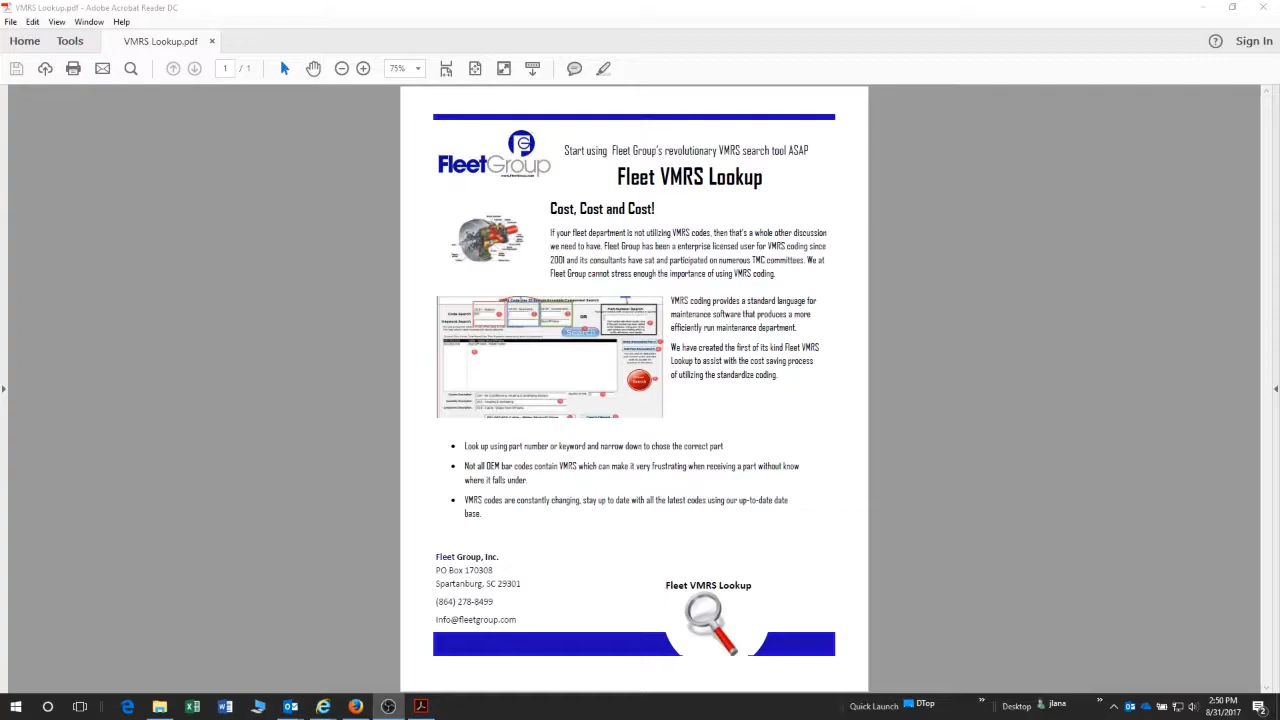 VMRS Lookup.pdf - Adobe Acrobat Reader DC
File Edit View Window Help
Home Tools VMRS Lookup.pdf × Sign In
1 / 1 75%
FleetGroup
Start using Fleet Group's revolutionary VMRS search tool ASAP
Fleet VMRS Lookup
Cost, Cost and Cost!
If your fleet department is not utilizing VMRS codes, then that's a whole other discussion
we need to have. Fleet Group has been a enterprise licensed user for VMRS coding since
2001 and its consultants have sat and participated on numerous TMC committees. We at
Fleet Group cannot stress enough the importance of using VMRS coding.
OR
Search
VMRS coding provides a standard language for
maintenance software that produces a more
efficiently run maintenance department.
We have created the first of its kind Fleet VMRS
Lookup to assist with the cost saving process
of utilizing the standardize coding.
• Look up using part number or keyword and narrow down to chose the correct part
• Not all OEM bar codes contain VMRS which can make it very frustrating when receiving a part without know
where it falls under.
• VMRS codes are constantly changing, stay up to date with all the latest codes using our up-to-date date
base.
Fleet Group, Inc.
PO Box 170308
Spartanburg, SC 29301
(864) 278-8499
Info@fleetgroup.com
Fleet VMRS Lookup
Quick Launch DTop Desktop jlana 2:50 PM
8/31/2017